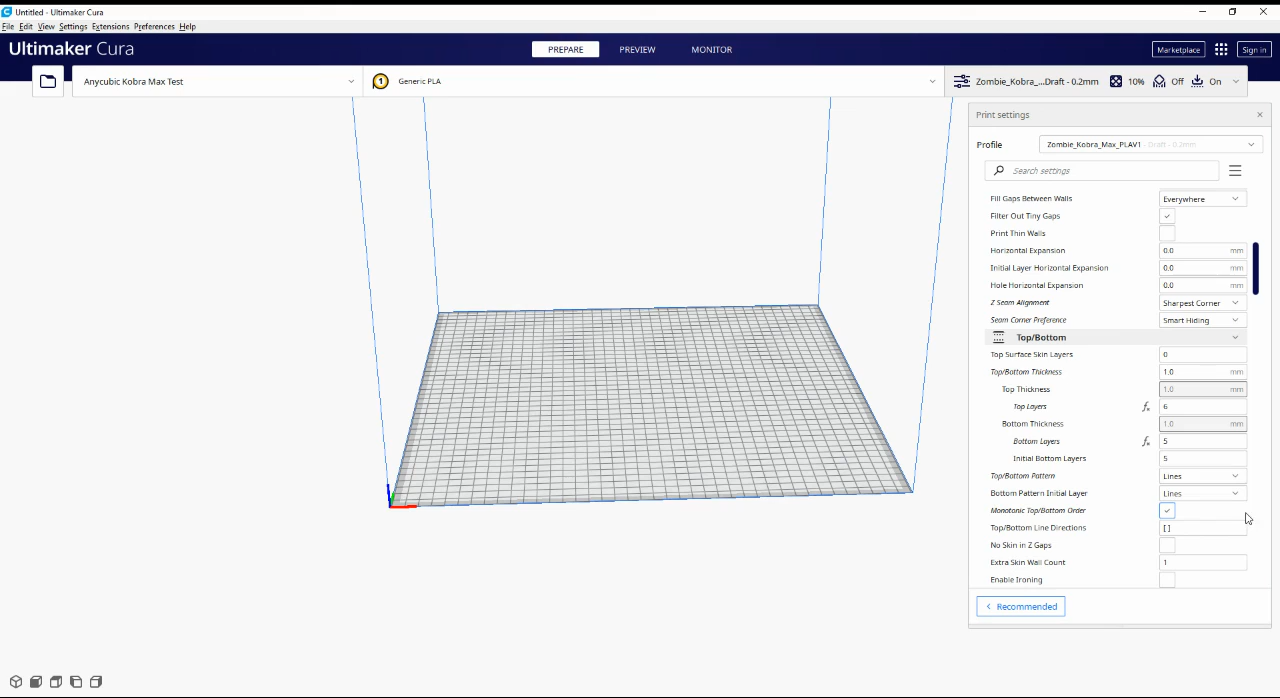 Untitled - Ultimaker Cura
File Edit View Settings Extensions Preferences Help
Ultimaker Cura
PREPARE
PREVIEW
MONITOR
Marketplace
Sign in
Anycubic Kobra Max Test
1
Generic PLA
Zombie_Kobra_...Draft - 0.2mm
10%
Off
On
Print settings
Profile
Zombie_Kobra_Max_PLAV1 - Draft - 0.2mm
Search settings
Fill Gaps Between Walls Everywhere
Filter Out Tiny Gaps
Print Thin Walls
Horizontal Expansion 0.0 mm
Initial Layer Horizontal Expansion 0.0 mm
Hole Horizontal Expansion 0.0 mm
Z Seam Alignment Sharpest Corner
Seam Corner Preference Smart Hiding
Top/Bottom
Top Surface Skin Layers 0
Top/Bottom Thickness 1.0 mm
Top Thickness 1.0 mm
Top Layers fx 6
Bottom Thickness 1.0 mm
Bottom Layers fx 5
Initial Bottom Layers 5
Top/Bottom Pattern Lines
Bottom Pattern Initial Layer Lines
Monotonic Top/Bottom Order
Top/Bottom Line Directions [ ]
No Skin in Z Gaps
Extra Skin Wall Count 1
Enable Ironing
Recommended